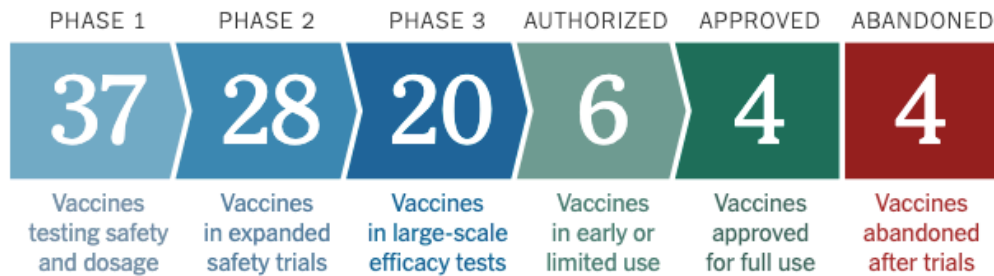 PHASE 1 PHASE 2 PHASE 3 AUTHORIZED APPROVED ABANDONED
37 28 20 6 4 4
Vaccines Vaccines Vaccines Vaccines Vaccines Vaccines
testing safety in expanded in large-scale in early or approved abandoned
and dosage safety trials efficacy tests limited use for full use after trials